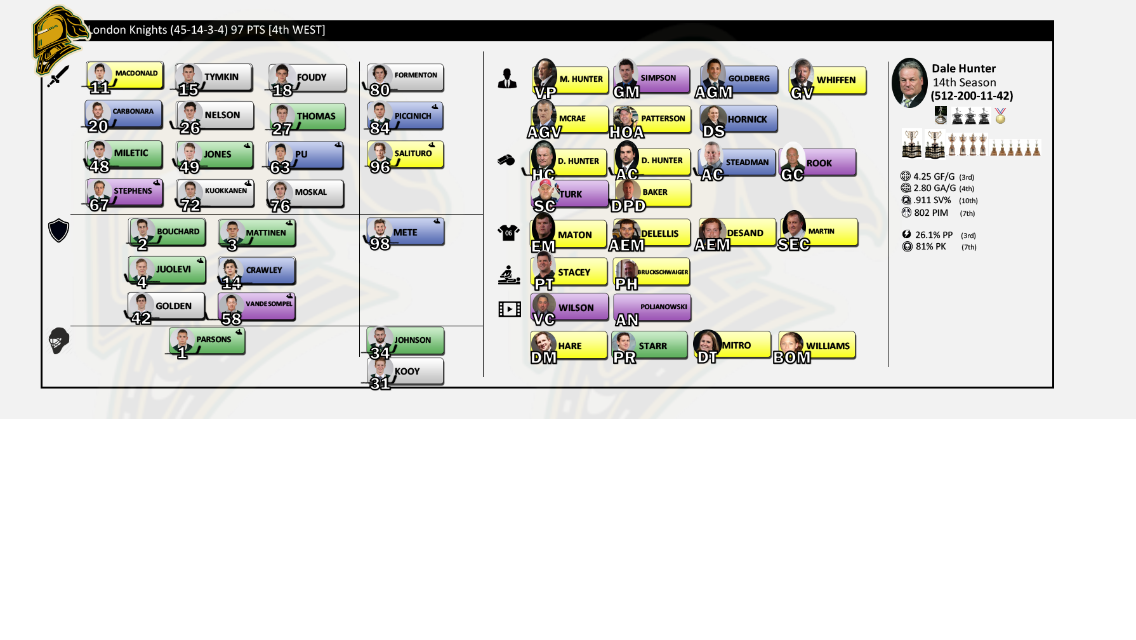 London Knights (45-14-3-4) 97 PTS [4th WEST]
MACDONALD 11 TYMKIN 15 FOUDY 18 FORMENTON 80
CARBONARA 20 NELSON 26 THOMAS 27 PICCINICH 84
MILETIC 48 JONES 49 PU 63 SALITURO 96
STEPHENS 67 KUOKKANEN 72 MOSKAL 76
BOUCHARD 2 MATTINEN 3 METE 98
JUOLEVI 4 CRAWLEY 14
GOLDEN 42 VANDE SOMPEL 58
PARSONS 1 JOHNSON 34
KOOY 31
M. HUNTER VP SIMPSON GM GOLDBERG AGM WHIFFEN GV
MCRAE AGV PATTERSON HOA HORNICK DS
D. HUNTER HC D. HUNTER AC STEADMAN AC ROOK GC
TURK SC BAKER DPD
MATON EM DELELLIS AEM DESAND AEM MARTIN SEC
STACEY PT BRUCKSCHWAIGER PH
WILSON VC POLJANOWSKI AN
HARE DM STARR PR MITRO DT WILLIAMS BOM
Dale Hunter
14th Season
(512-200-11-42)
4.25 GF/G (3rd)
2.80 GA/G (4th)
.911 SV% (10th)
802 PIM (7th)
26.1% PP (3rd)
81% PK (7th)